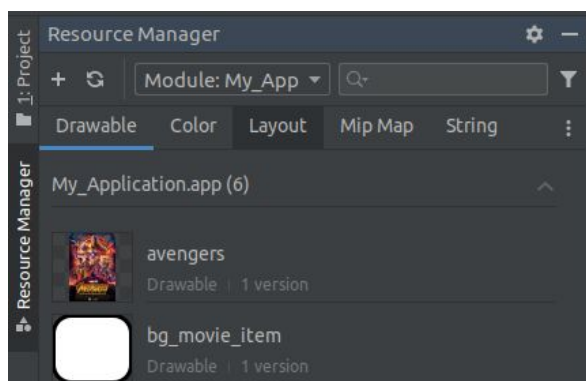 1: Project
Resource Manager
Resource Manager
Module: My_App
Drawable Color Layout Mip Map String
My_Application.app (6)
avengers
Drawable | 1 version
bg_movie_item
Drawable | 1 version